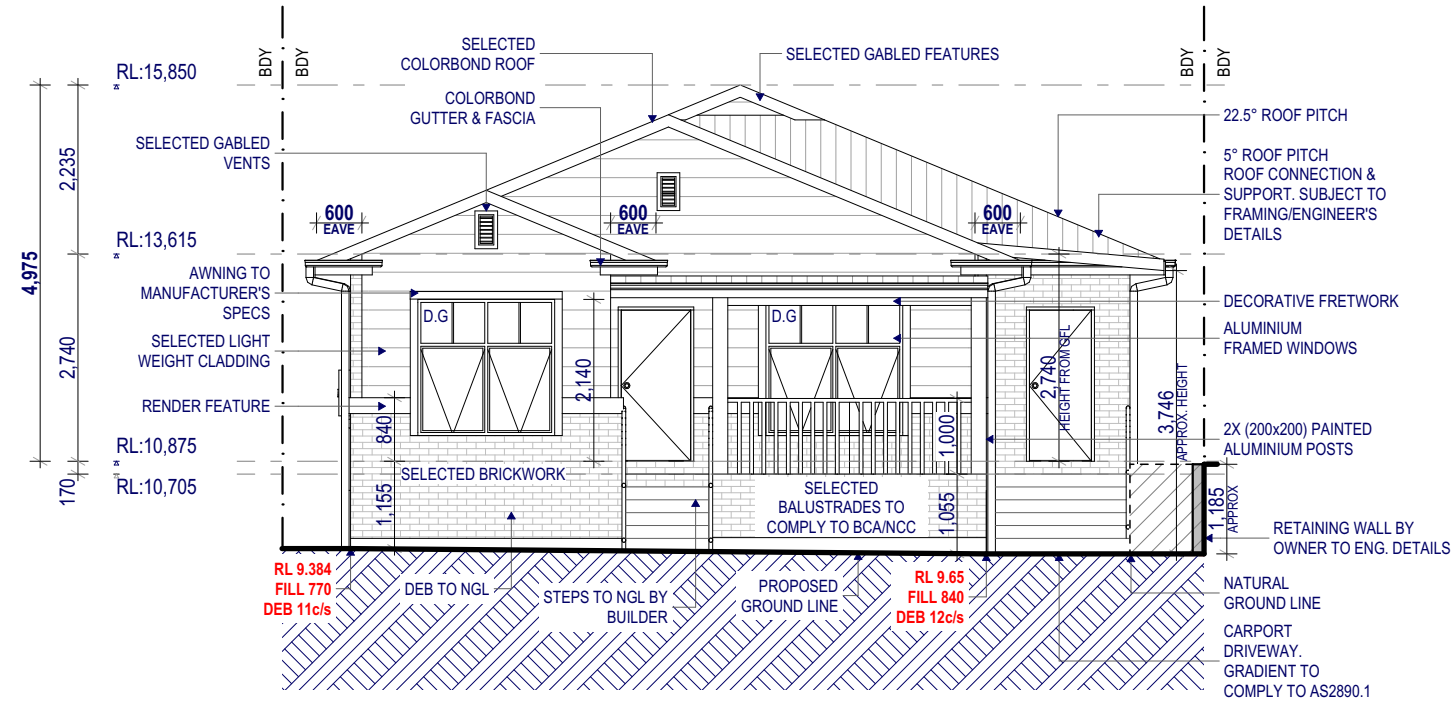 BDY
BDY
RL:15,850
2,235
4,975
2,740
170
RL:13,615
RL:10,875
RL:10,705
SELECTED
COLORBOND ROOF
COLORBOND
GUTTER & FASCIA
SELECTED GABLED
VENTS
AWNING TO
MANUFACTURER'S
SPECS
SELECTED LIGHT
WEIGHT CLADDING
RENDER FEATURE
SELECTED GABLED FEATURES
BDY
BDY
22.5° ROOF PITCH
5° ROOF PITCH
ROOF CONNECTION &
SUPPORT. SUBJECT TO
FRAMING/ENGINEER'S
DETAILS
DECORATIVE FRETWORK
ALUMINIUM
FRAMED WINDOWS
2X (200x200) PAINTED
ALUMINIUM POSTS
RETAINING WALL BY
OWNER TO ENG. DETAILS
NATURAL
GROUND LINE
CARPORT
DRIVEWAY.
GRADIENT TO
COMPLY TO AS2890.1
600
EAVE
600
EAVE
600
EAVE
D.G
D.G
2,140
2,740
HEIGHT FROM GFL
3,746
APPROX. HEIGHT
840
1,155
SELECTED BRICKWORK
1,000
1,055
SELECTED
BALUSTRADES TO
COMPLY TO BCA/NCC
1,185
APPROX
RL 9.384
FILL 770
DEB 11c/s
DEB TO NGL
STEPS TO NGL BY
BUILDER
PROPOSED
GROUND LINE
RL 9.65
FILL 840
DEB 12c/s